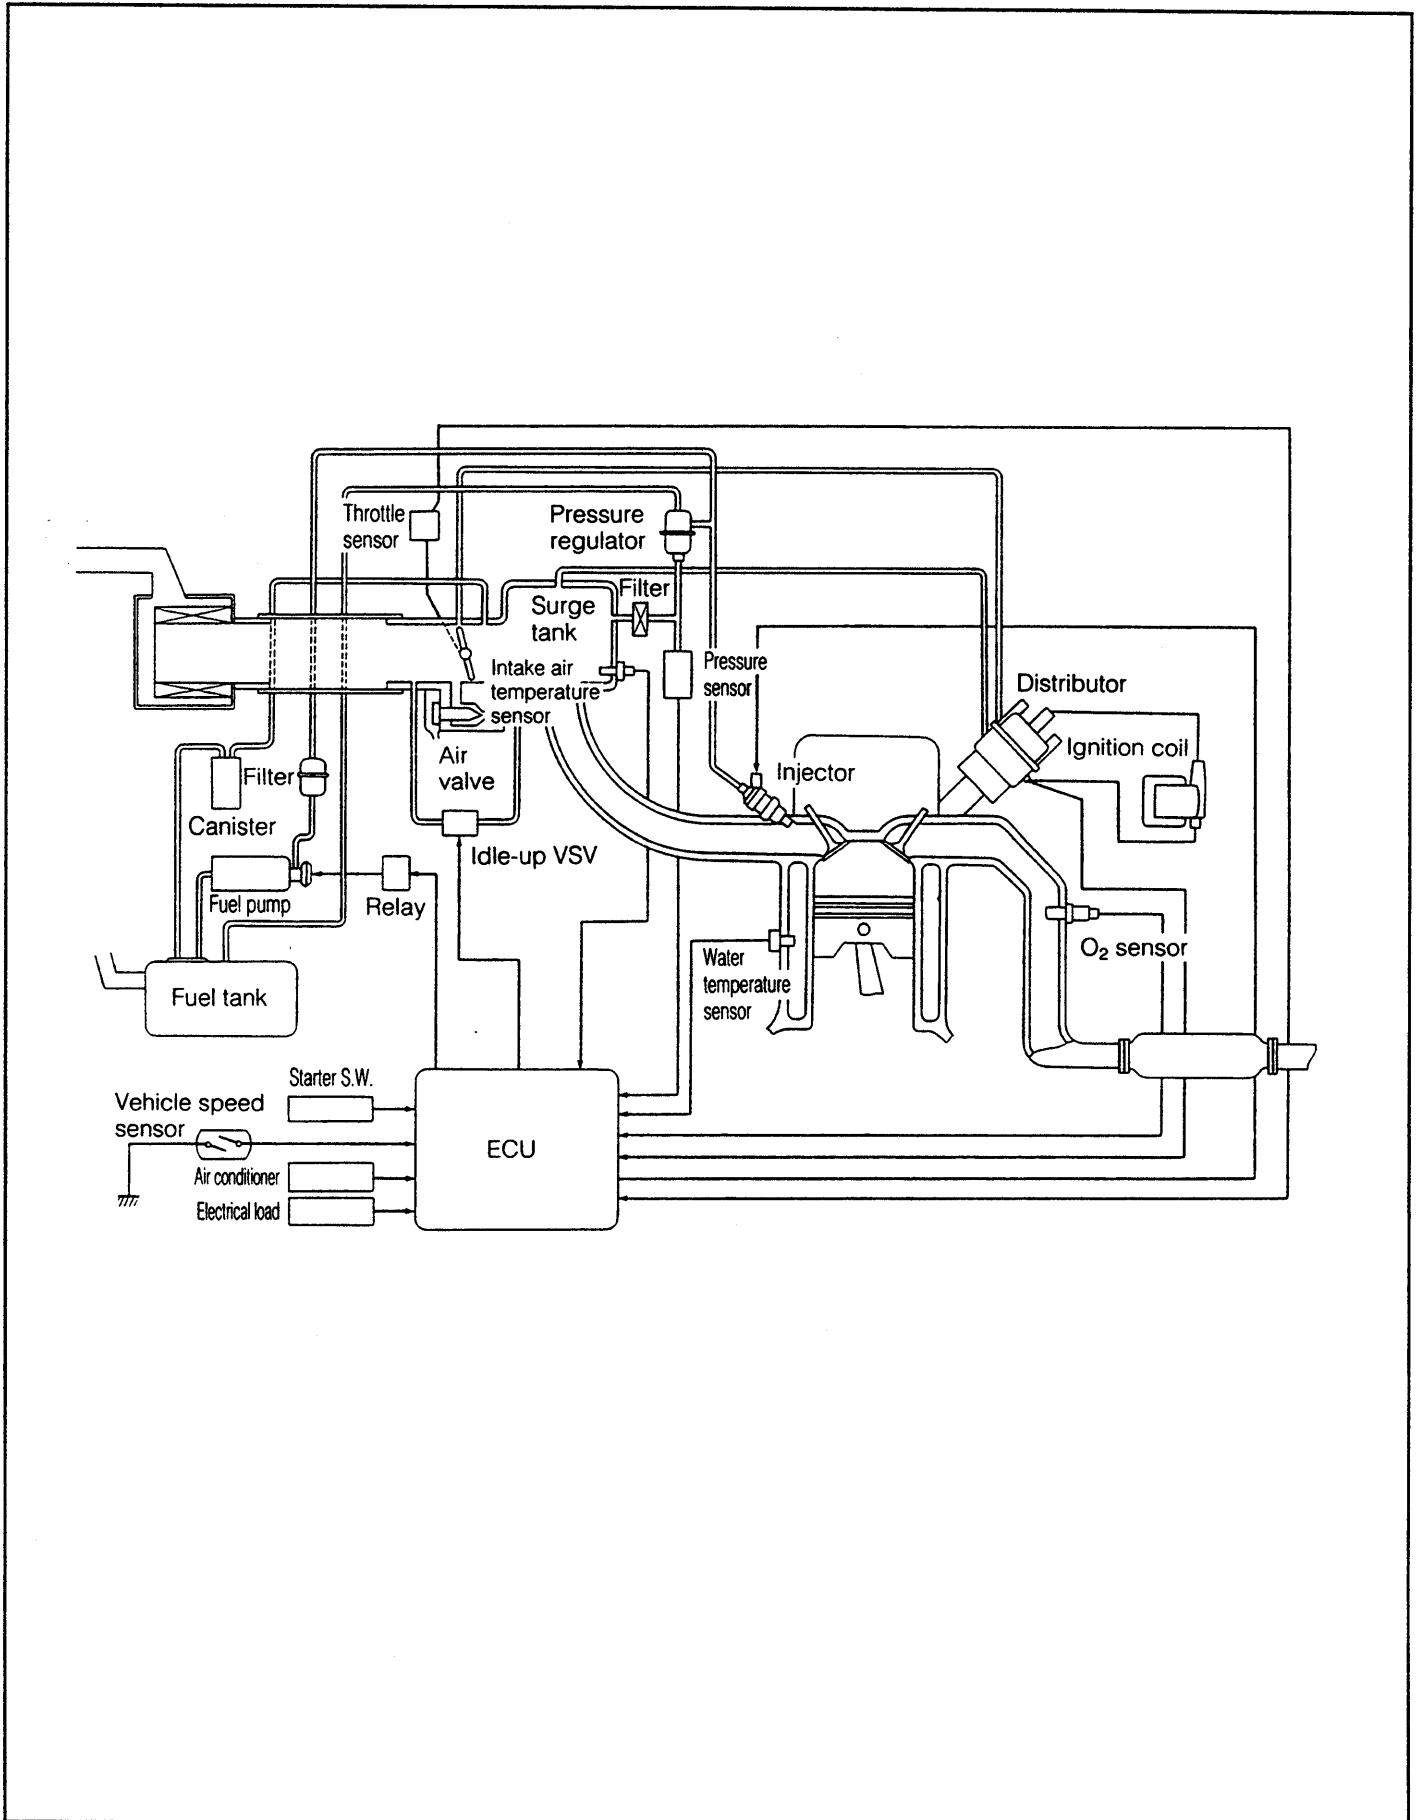 Throttle
sensor
Pressure
regulator
Filter
Surge
tank
Intake air
temperature
sensor
Pressure
sensor
Distributor
Ignition coil
Injector
Air
valve
Filter
Canister
Idle-up VSV
Fuel pump
Relay
O2 sensor
Water
temperature
sensor
Fuel tank
Starter S.W.
Vehicle speed
sensor
ECU
Air conditioner
Electrical load